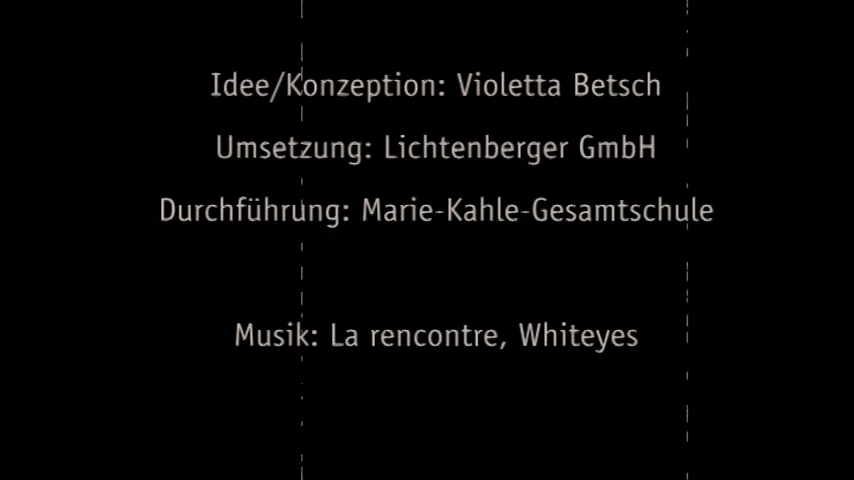 Idee/Konzeption: Violetta Betsch
Umsetzung: Lichtenberger GmbH
Durchführung: Marie-Kahle-Gesamtschule
Musik: La rencontre, Whiteyes